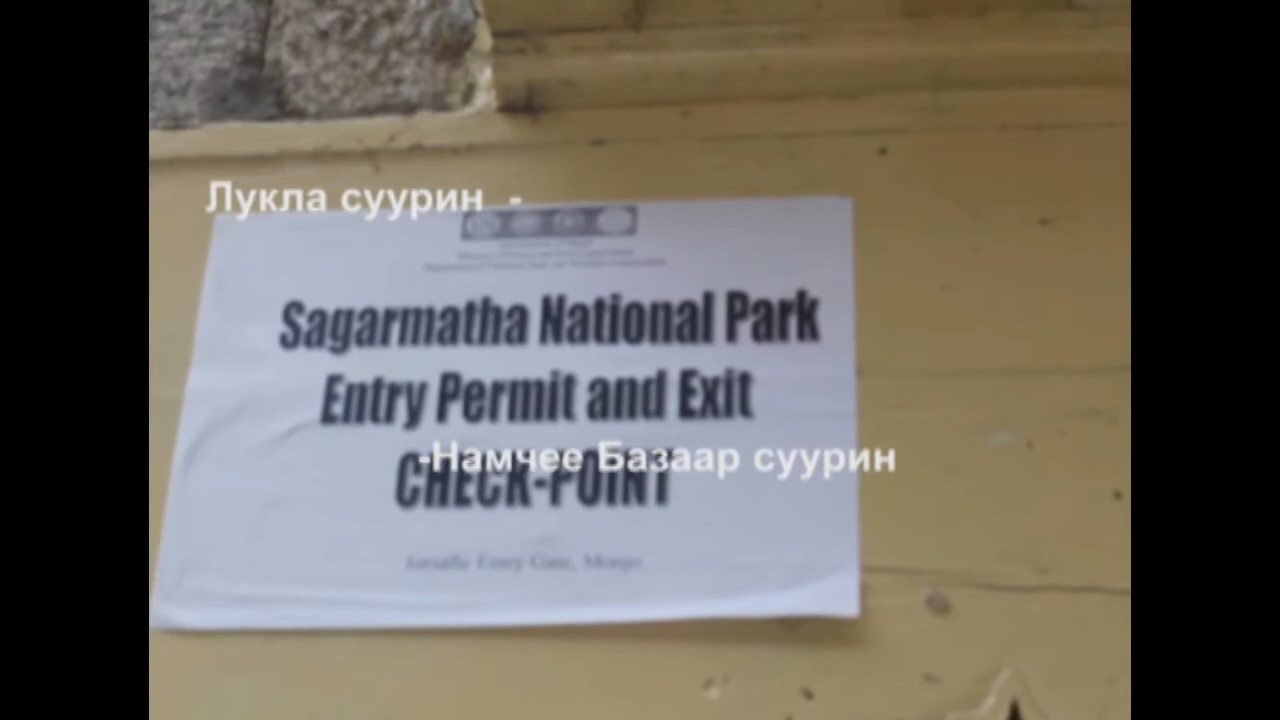 Лукла суурин -
Sagarmatha National Park
Entry Permit and Exit
-Намчее Базаар суурин
CHECK-POINT
Jorsalle Entry Gate, Monjo